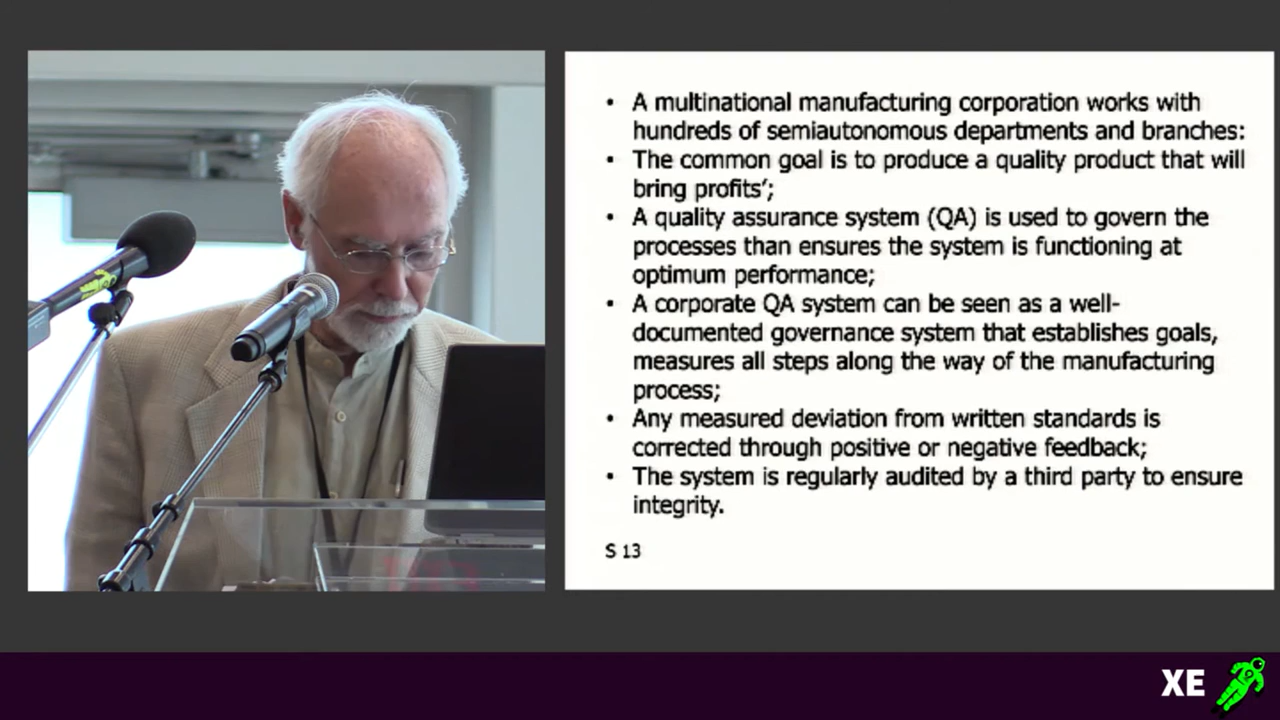 • A multinational manufacturing corporation works with
hundreds of semiautonomous departments and branches:
• The common goal is to produce a quality product that will
bring profits’;
• A quality assurance system (QA) is used to govern the
processes than ensures the system is functioning at
optimum performance;
• A corporate QA system can be seen as a well-
documented governance system that establishes goals,
measures all steps along the way of the manufacturing
process;
• Any measured deviation from written standards is
corrected through positive or negative feedback;
• The system is regularly audited by a third party to ensure
integrity.
S 13
XE